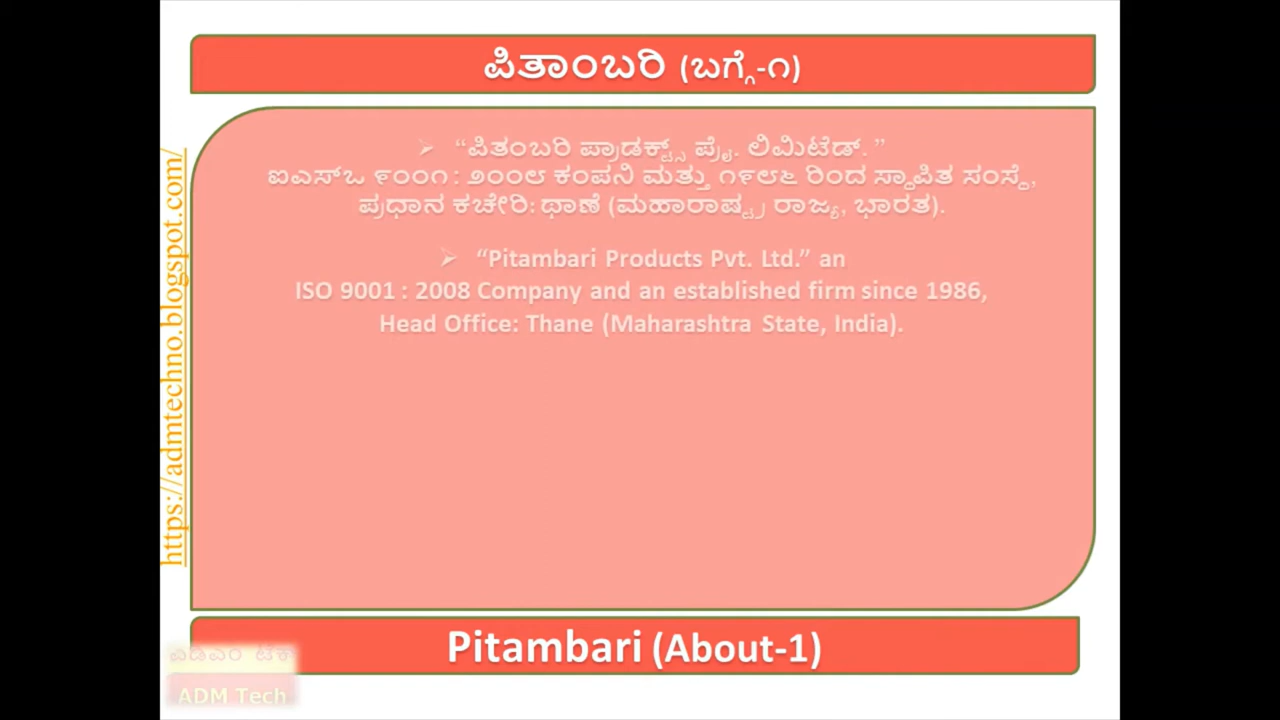 ಪಿತಾಂಬರಿ (ಬಗ್ಗೆ-೧)
➢ “ಪಿತಂಬರಿ ಪ್ರಾಡಕ್ಟ್ಸ್ ಪ್ರೈ. ಲಿಮಿಟೆಡ್. ”
ಐಎಸ್ಒ ೯೦೦೧ : ೨೦೦೮ ಕಂಪನಿ ಮತ್ತು ೧೯೮೬ ರಿಂದ ಸ್ಥಾಪಿತ ಸಂಸ್ಥೆ,
ಪ್ರಧಾನ ಕಚೇರಿ: ಥಾಣೆ (ಮಹಾರಾಷ್ಟ್ರ ರಾಜ್ಯ, ಭಾರತ).
➢ “Pitambari Products Pvt. Ltd.” an
ISO 9001 : 2008 Company and an established firm since 1986,
Head Office: Thane (Maharashtra State, India).
https://admtechno.blogspot.com/
Pitambari (About-1)
ಎಡಿಎಂ ಟೆಕ್
ADM Tech